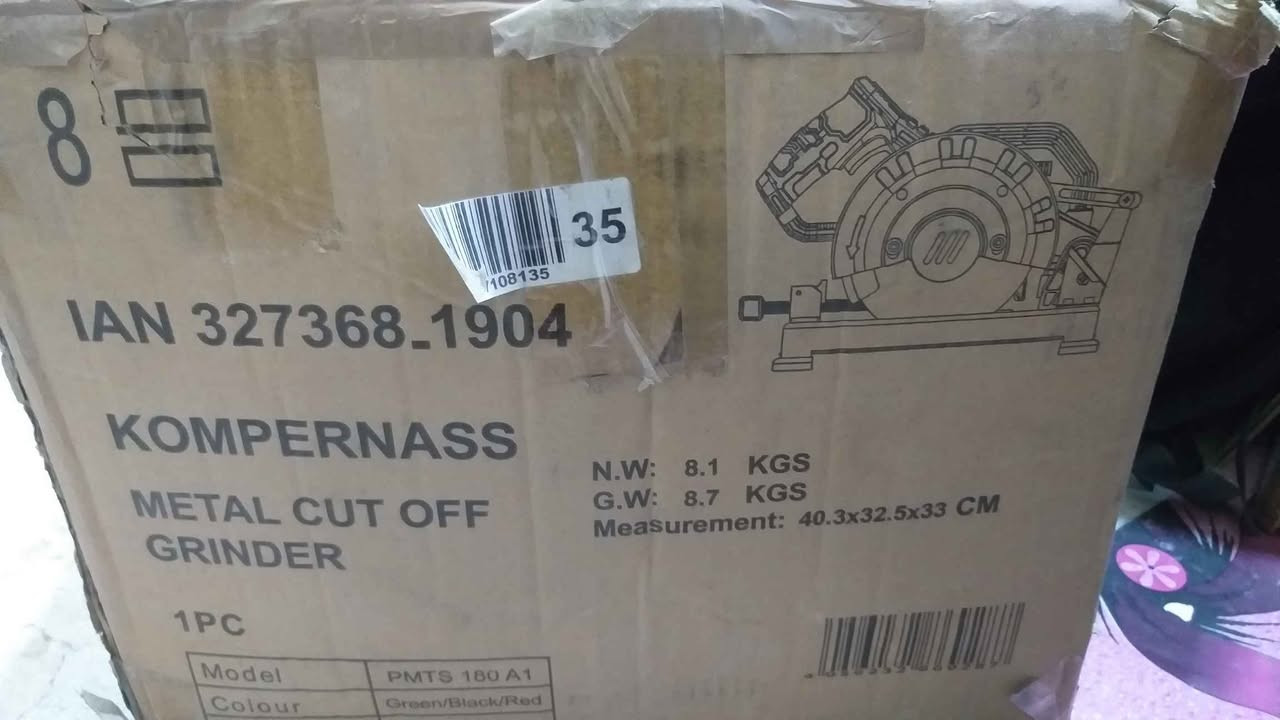 8
35
108135
IAN 327368_1904
KOMPERNASS
METAL CUT OFF
GRINDER
N.W: 8.1 KGS
G.W: 8.7 KGS
Measurement: 40.3x32.5x33 CM
1PC
Model PMTS 180 A1
Colour Green/Black/Red